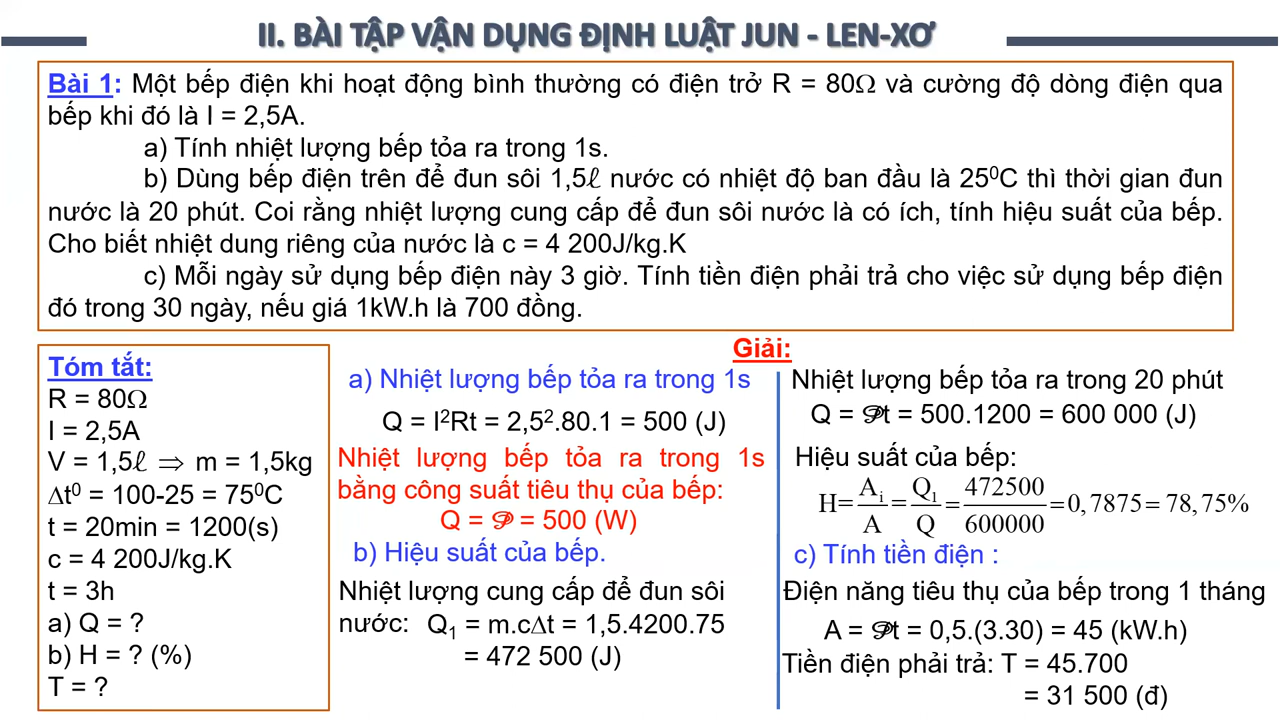 II. BÀI TẬP VẬN DỤNG ĐỊNH LUẬT JUN - LEN-XƠ
Bài 1: Một bếp điện khi hoạt động bình thường có điện trở R = 80Ω và cường độ dòng điện qua
bếp khi đó là I = 2,5A.
a) Tính nhiệt lượng bếp tỏa ra trong 1s.
b) Dùng bếp điện trên để đun sôi 1,5ℓ nước có nhiệt độ ban đầu là 25⁰C thì thời gian đun
nước là 20 phút. Coi rằng nhiệt lượng cung cấp để đun sôi nước là có ích, tính hiệu suất của bếp.
Cho biết nhiệt dung riêng của nước là c = 4 200J/kg.K
c) Mỗi ngày sử dụng bếp điện này 3 giờ. Tính tiền điện phải trả cho việc sử dụng bếp điện
đó trong 30 ngày, nếu giá 1kW.h là 700 đồng.
Tóm tắt:
R = 80Ω
I = 2,5A
V = 1,5ℓ ⇒ m = 1,5kg
Δt⁰ = 100-25 = 75⁰C
t = 20min = 1200(s)
c = 4 200J/kg.K
t = 3h
a) Q = ?
b) H = ? (%)
T = ?
Giải:
a) Nhiệt lượng bếp tỏa ra trong 1s
Q = I²Rt = 2,5².80.1 = 500 (J)
Nhiệt lượng bếp tỏa ra trong 1s
bằng công suất tiêu thụ của bếp:
Q = 𝒫 = 500 (W)
b) Hiệu suất của bếp.
Nhiệt lượng cung cấp để đun sôi
nước: Q₁ = m.cΔt = 1,5.4200.75
= 472 500 (J)
Nhiệt lượng bếp tỏa ra trong 20 phút
Q = 𝒫t = 500.1200 = 600 000 (J)
Hiệu suất của bếp:
H = Aᵢ/A = Q₁/Q = 472500/600000 = 0,7875 = 78,75%
c) Tính tiền điện :
Điện năng tiêu thụ của bếp trong 1 tháng
A = 𝒫t = 0,5.(3.30) = 45 (kW.h)
Tiền điện phải trả: T = 45.700
= 31 500 (đ)